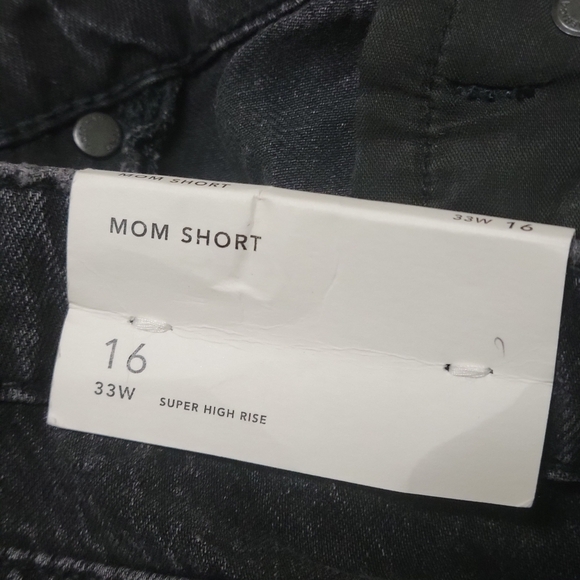 MOM SHORT 33W 16
MOM SHORT
16
33W SUPER HIGH RISE